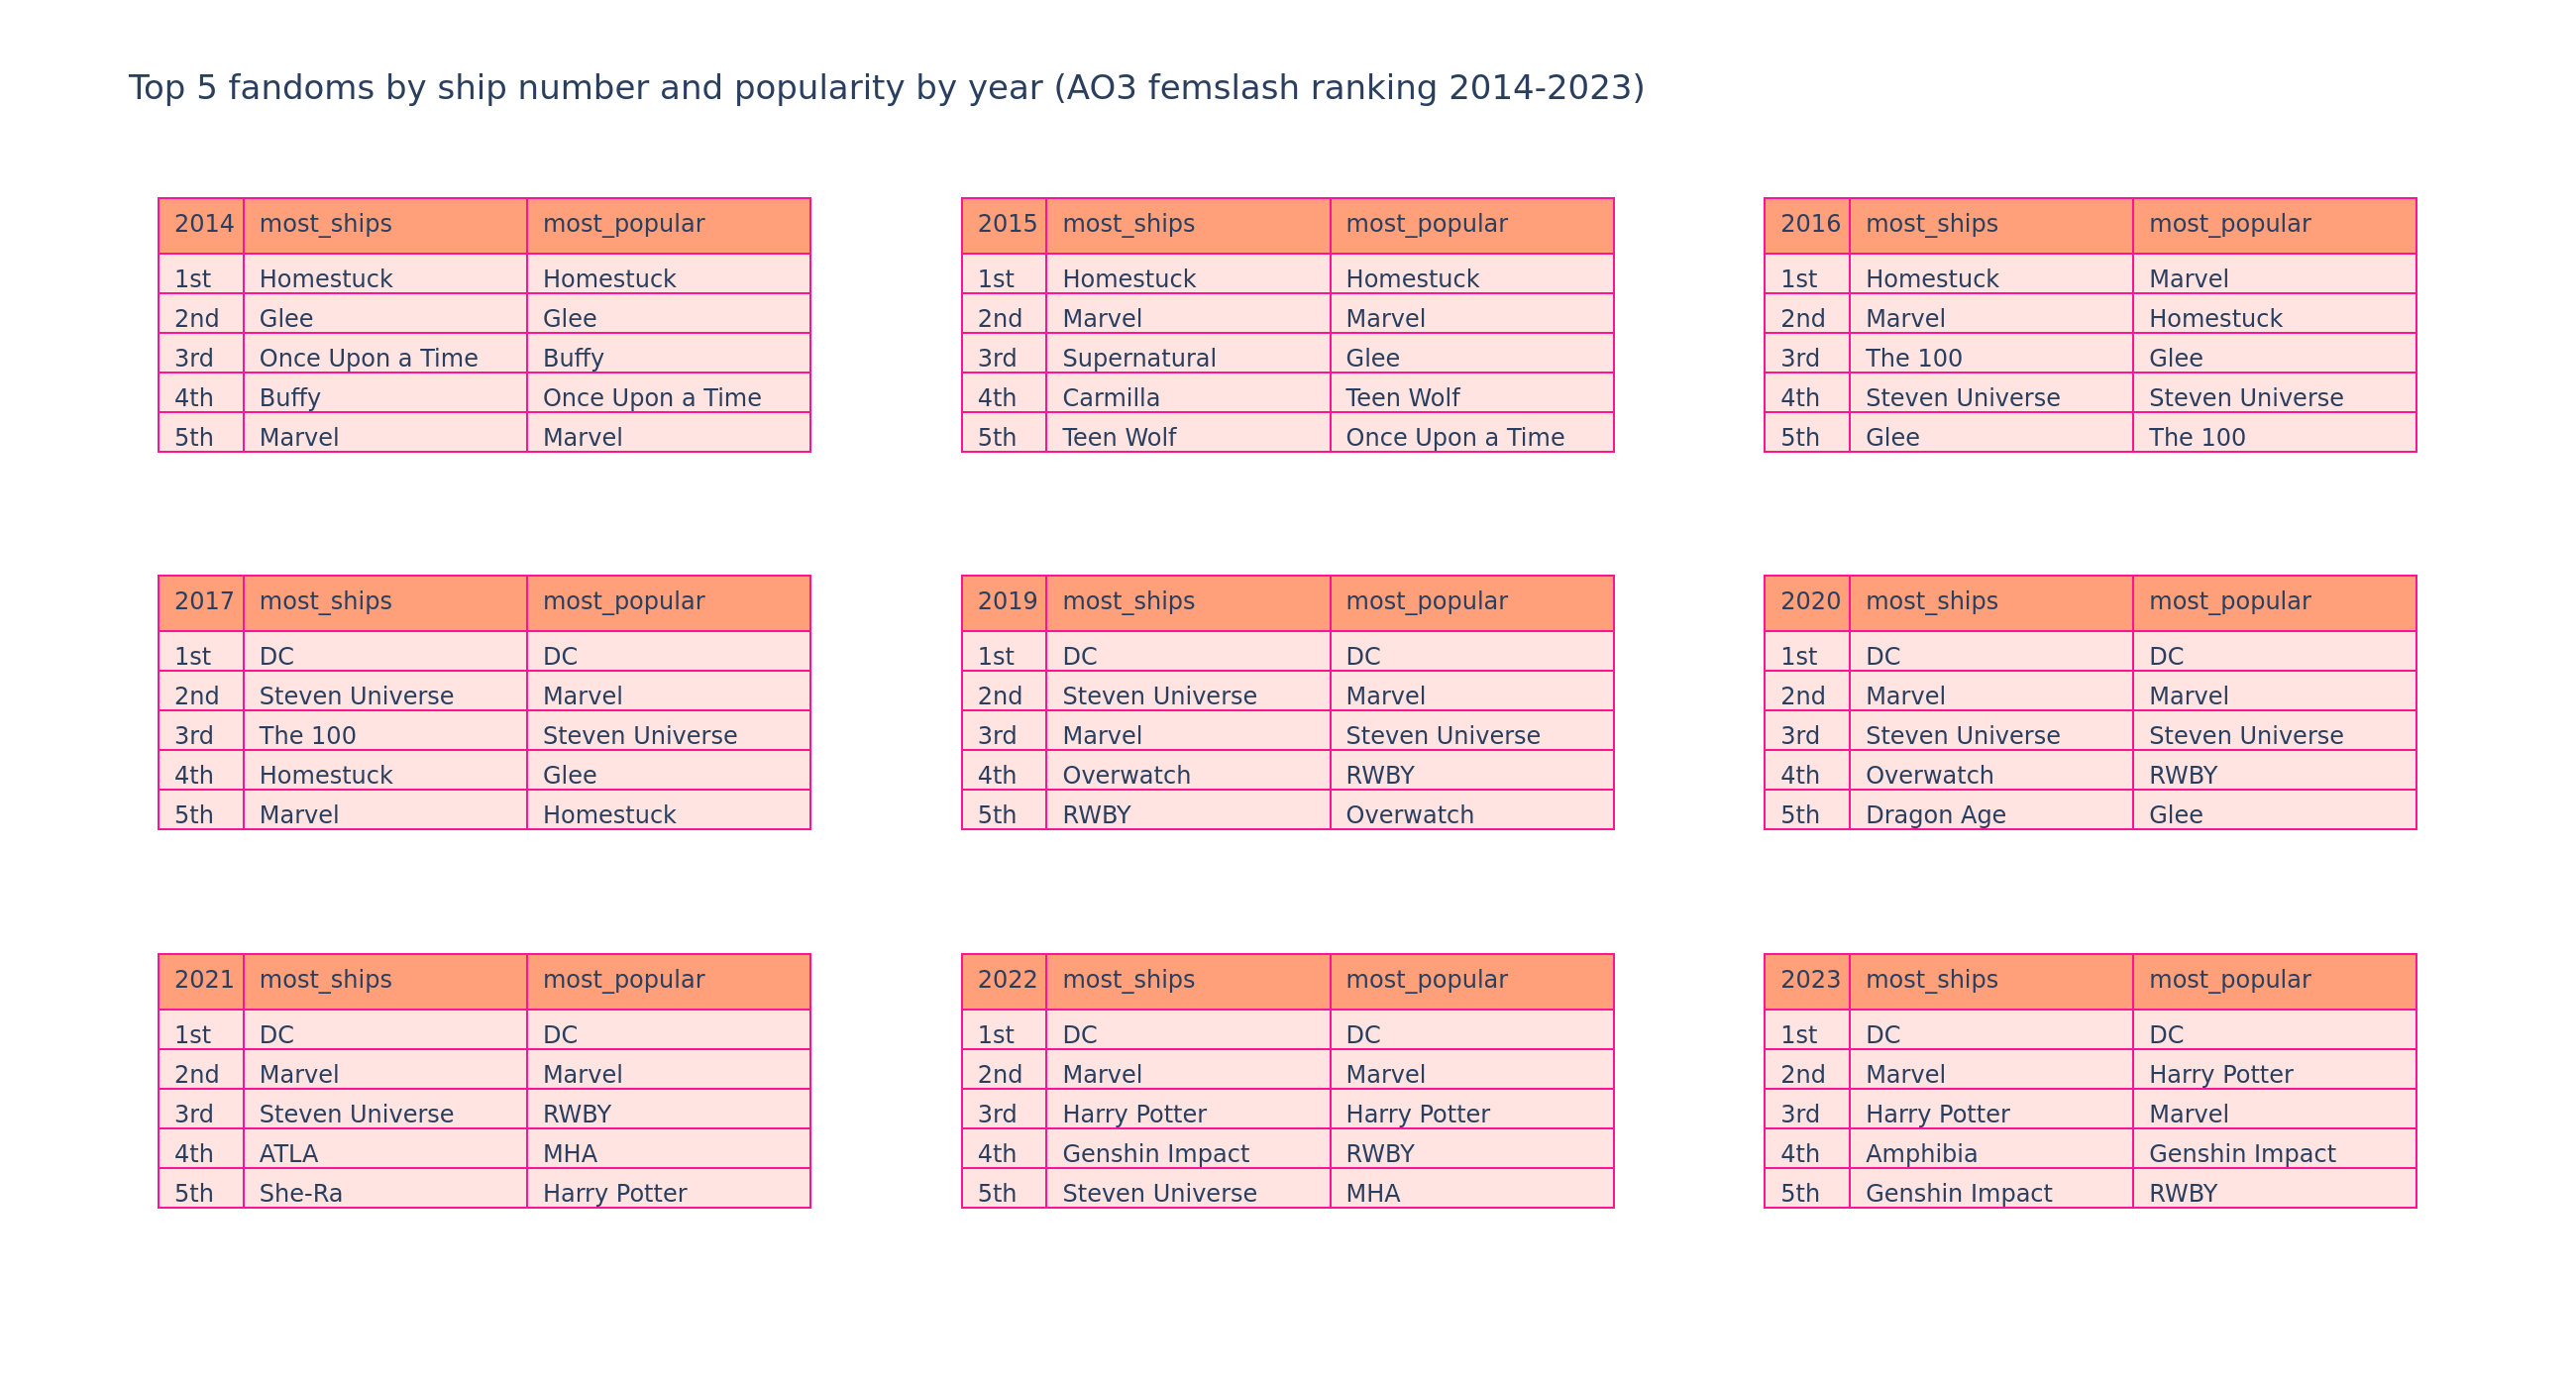 Top 5 fandoms by ship number and popularity by year (AO3 femslash ranking 2014-2023)
2014 most_ships most_popular
1st Homestuck Homestuck
2nd Glee Glee
3rd Once Upon a Time Buffy
4th Buffy Once Upon a Time
5th Marvel Marvel
2015 most_ships most_popular
1st Homestuck Homestuck
2nd Marvel Marvel
3rd Supernatural Glee
4th Carmilla Teen Wolf
5th Teen Wolf Once Upon a Time
2016 most_ships most_popular
1st Homestuck Marvel
2nd Marvel Homestuck
3rd The 100 Glee
4th Steven Universe Steven Universe
5th Glee The 100
2017 most_ships most_popular
1st DC DC
2nd Steven Universe Marvel
3rd The 100 Steven Universe
4th Homestuck Glee
5th Marvel Homestuck
2019 most_ships most_popular
1st DC DC
2nd Steven Universe Marvel
3rd Marvel Steven Universe
4th Overwatch RWBY
5th RWBY Overwatch
2020 most_ships most_popular
1st DC DC
2nd Marvel Marvel
3rd Steven Universe Steven Universe
4th Overwatch RWBY
5th Dragon Age Glee
2021 most_ships most_popular
1st DC DC
2nd Marvel Marvel
3rd Steven Universe RWBY
4th ATLA MHA
5th She-Ra Harry Potter
2022 most_ships most_popular
1st DC DC
2nd Marvel Marvel
3rd Harry Potter Harry Potter
4th Genshin Impact RWBY
5th Steven Universe MHA
2023 most_ships most_popular
1st DC DC
2nd Marvel Harry Potter
3rd Harry Potter Marvel
4th Amphibia Genshin Impact
5th Genshin Impact RWBY